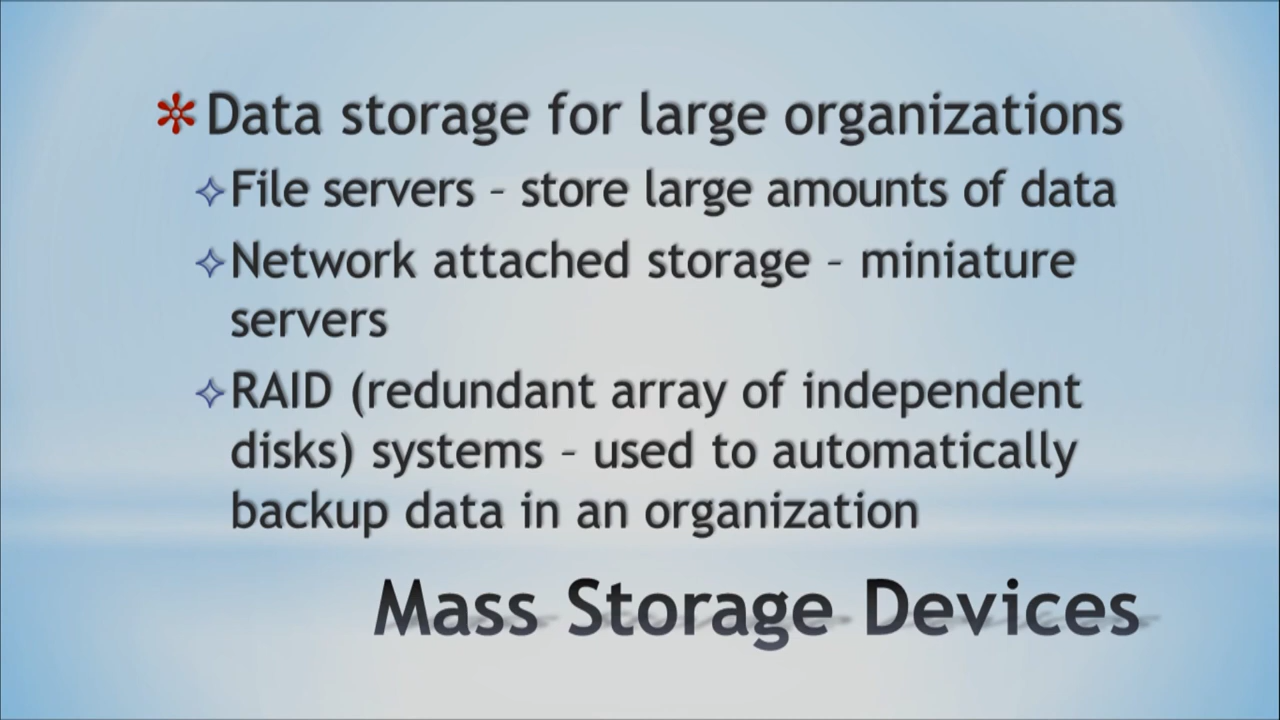 Data storage for large organizations
File servers – store large amounts of data
Network attached storage – miniature
servers
RAID (redundant array of independent
disks) systems – used to automatically
backup data in an organization
Mass Storage Devices